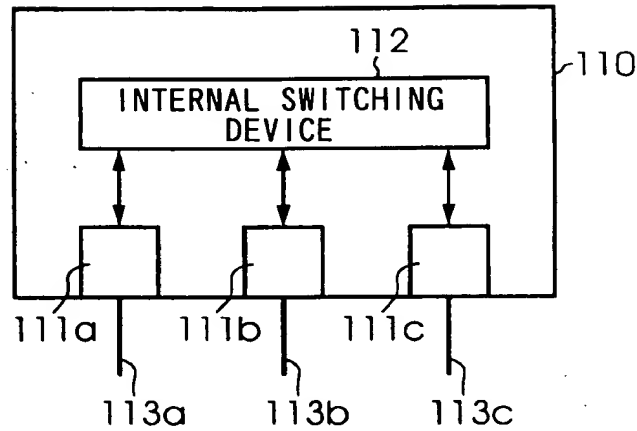 112
110
INTERNAL SWITCHING
DEVICE
111a 111b 111c
113a 113b 113c